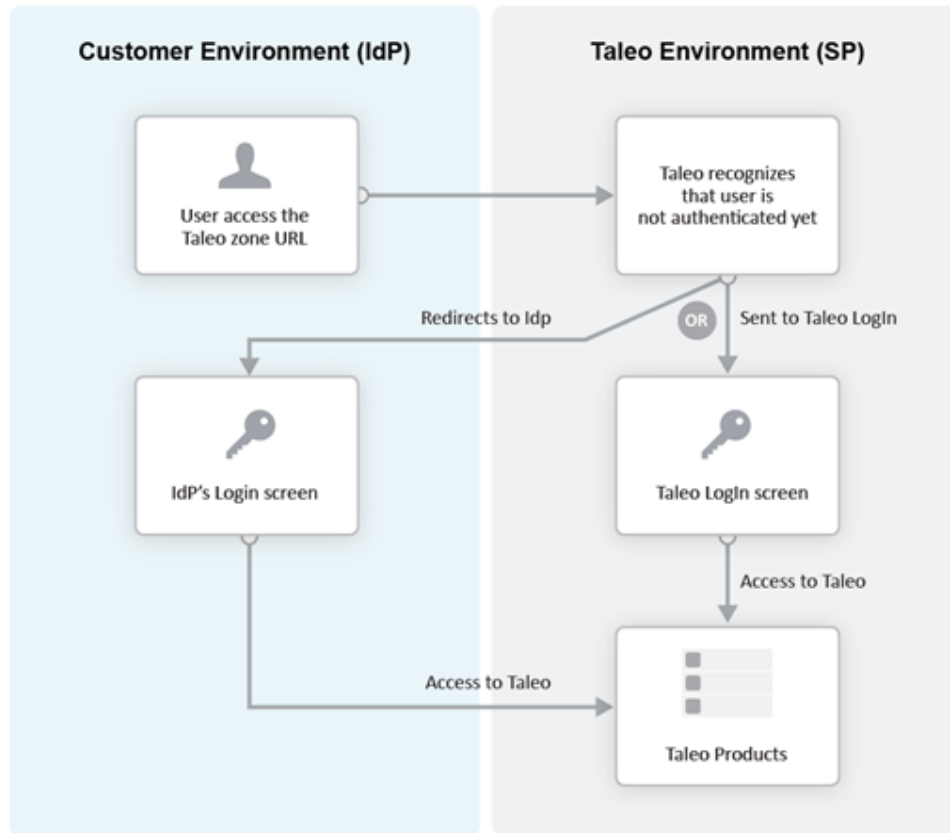 Customer Environment (IdP)
Taleo Environment (SP)
User access the
Taleo zone URL
Taleo recognizes
that user is
not authenticated yet
Redirects to Idp
OR
Sent to Taleo LogIn
IdP's Login screen
Taleo LogIn screen
Access to Taleo
Access to Taleo
Taleo Products